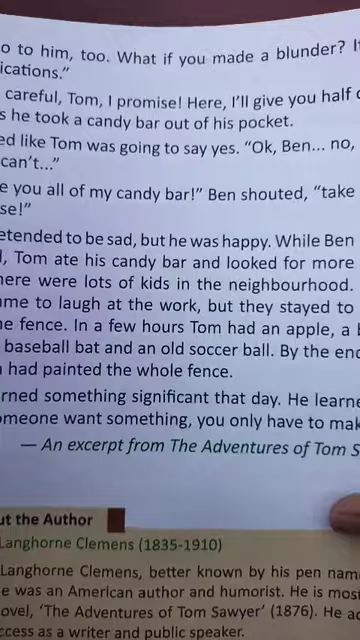 o to him, too. What if you made a blunder?
ications."
careful, Tom, I promise! Here, I'll give you half
s he took a candy bar out of his pocket.
ed like Tom was going to say yes. "Ok, Ben... no,
can't..."
e you all of my candy bar!" Ben shouted, "take
se!"
etended to be sad, but he was happy. While Ben
, Tom ate his candy bar and looked for more
here were lots of kids in the neighbourhood.
ame to laugh at the work, but they stayed to
he fence. In a few hours Tom had an apple, a
baseball bat and an old soccer ball. By the end
had painted the whole fence.
rned something significant that day. He learne
omeone want something, you only have to mak
— An excerpt from The Adventures of Tom S
ut the Author
Langhorne Clemens (1835-1910)
Langhorne Clemens, better known by his pen name
e was an American author and humorist. He is most
ovel, 'The Adventures of Tom Sawyer' (1876). He
ccess as a writer and public speaker.